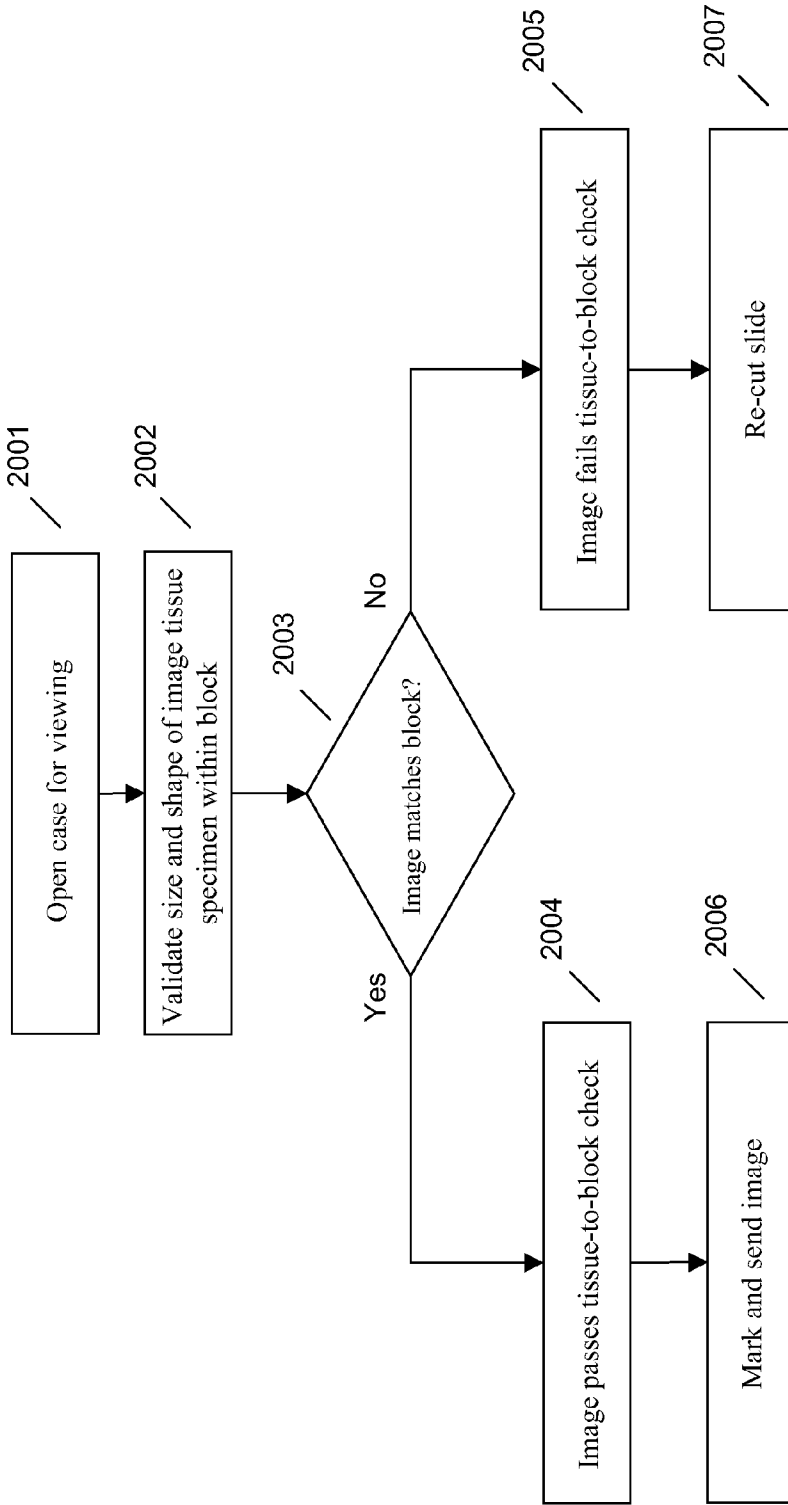 Open case for viewing
2001
Validate size and shape of image tissue
specimen within block
2002
Image matches block?
2003
Yes
No
Image passes tissue-to-block check
2004
Image fails tissue-to-block check
2005
Mark and send image
2006
Re-cut slide
2007